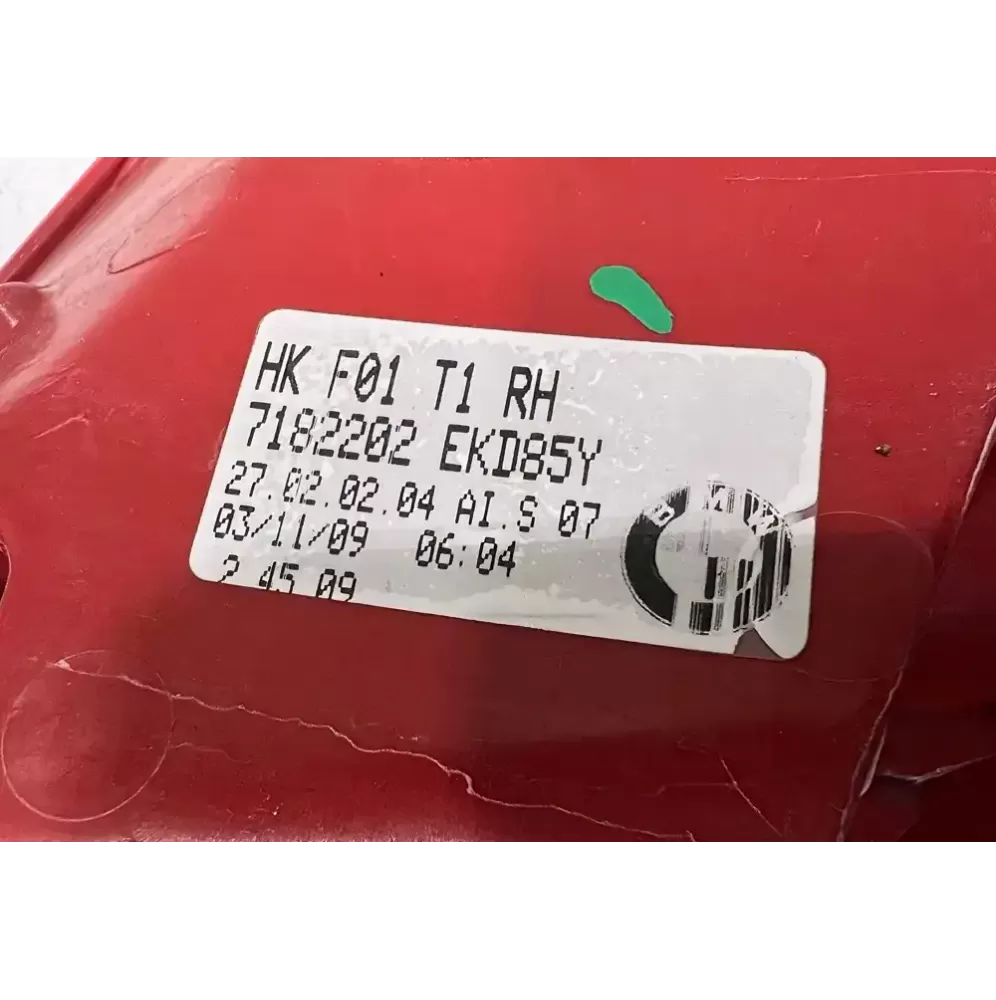 HK F01 T1 RH
7182202 EKD85Y
27.02.02.04 AI.S 07
03/11/09 06:04
2 45 09
BMW